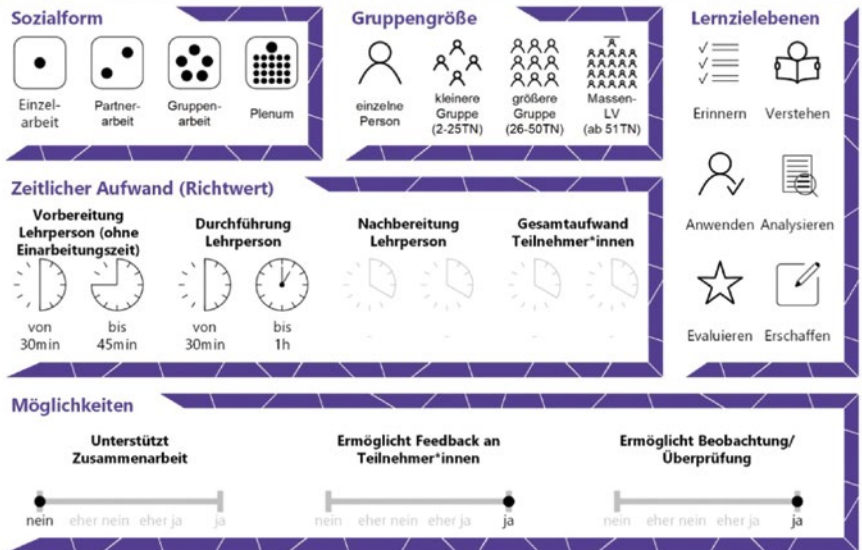 Sozialform
Einzel-
arbeit
Partner-
arbeit
Gruppen-
arbeit
Plenum
Gruppengröße
einzelne
Person
kleinere
Gruppe
(2-25TN)
größere
Gruppe
(26-50TN)
Massen-
LV
(ab 51TN)
Lernzielebenen
Erinnern Verstehen
Anwenden Analysieren
Evaluieren Erschaffen
Zeitlicher Aufwand (Richtwert)
Vorbereitung
Lehrperson (ohne
Einarbeitungszeit)
von
30min
bis
45min
Durchführung
Lehrperson
von
30min
bis
1h
Nachbereitung
Lehrperson
Gesamtaufwand
Teilnehmer*innen
Möglichkeiten
Unterstützt
Zusammenarbeit
nein eher nein eher ja ja
Ermöglicht Feedback an
Teilnehmer*innen
nein eher nein eher ja ja
Ermöglicht Beobachtung/
Überprüfung
nein eher nein eher ja ja